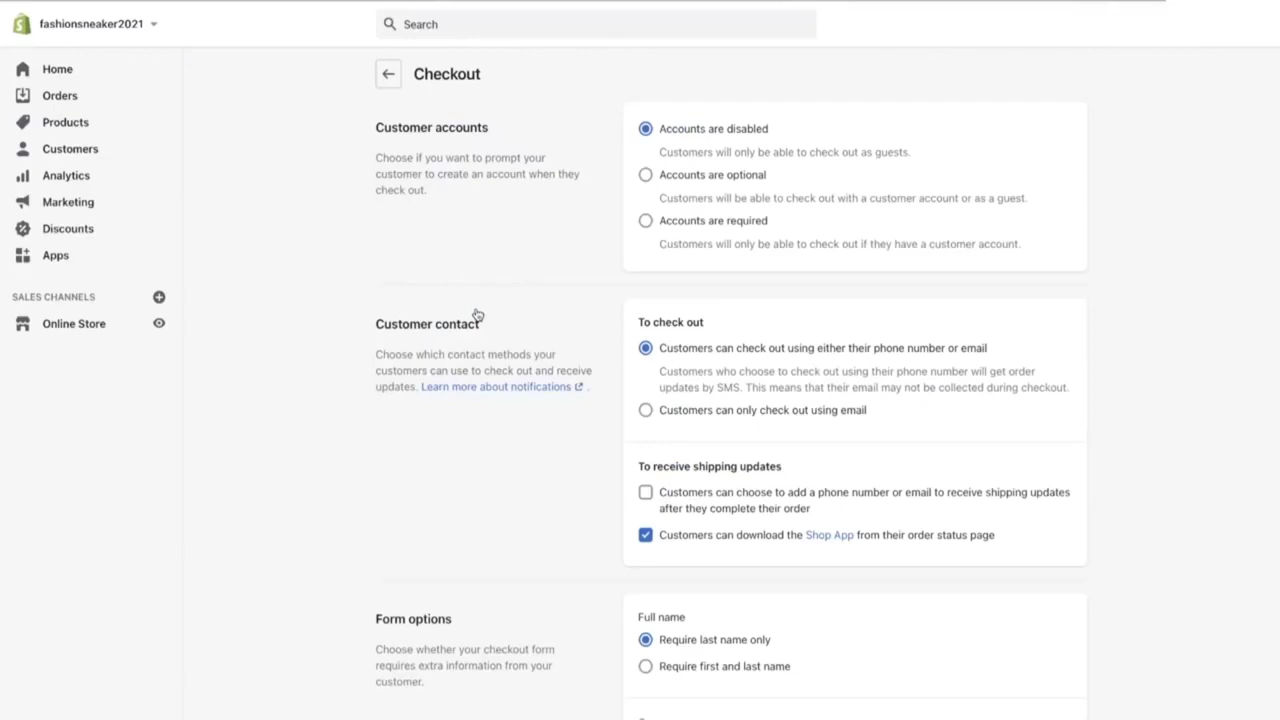 fashionsneaker2021
Search
Home
Orders
Products
Customers
Analytics
Marketing
Discounts
Apps
SALES CHANNELS
Online Store
Checkout
Customer accounts
Choose if you want to prompt your
customer to create an account when they
check out.
Accounts are disabled
Customers will only be able to check out as guests.
Accounts are optional
Customers will be able to check out with a customer account or as a guest.
Accounts are required
Customers will only be able to check out if they have a customer account.
Customer contact
Choose which contact methods your
customers can use to check out and receive
updates. Learn more about notifications .
To check out
Customers can check out using either their phone number or email
Customers who choose to check out using their phone number will get order
updates by SMS. This means that their email may not be collected during checkout.
Customers can only check out using email
To receive shipping updates
Customers can choose to add a phone number or email to receive shipping updates
after they complete their order
Customers can download the Shop App from their order status page
Form options
Choose whether your checkout form
requires extra information from your
customer.
Full name
Require last name only
Require first and last name